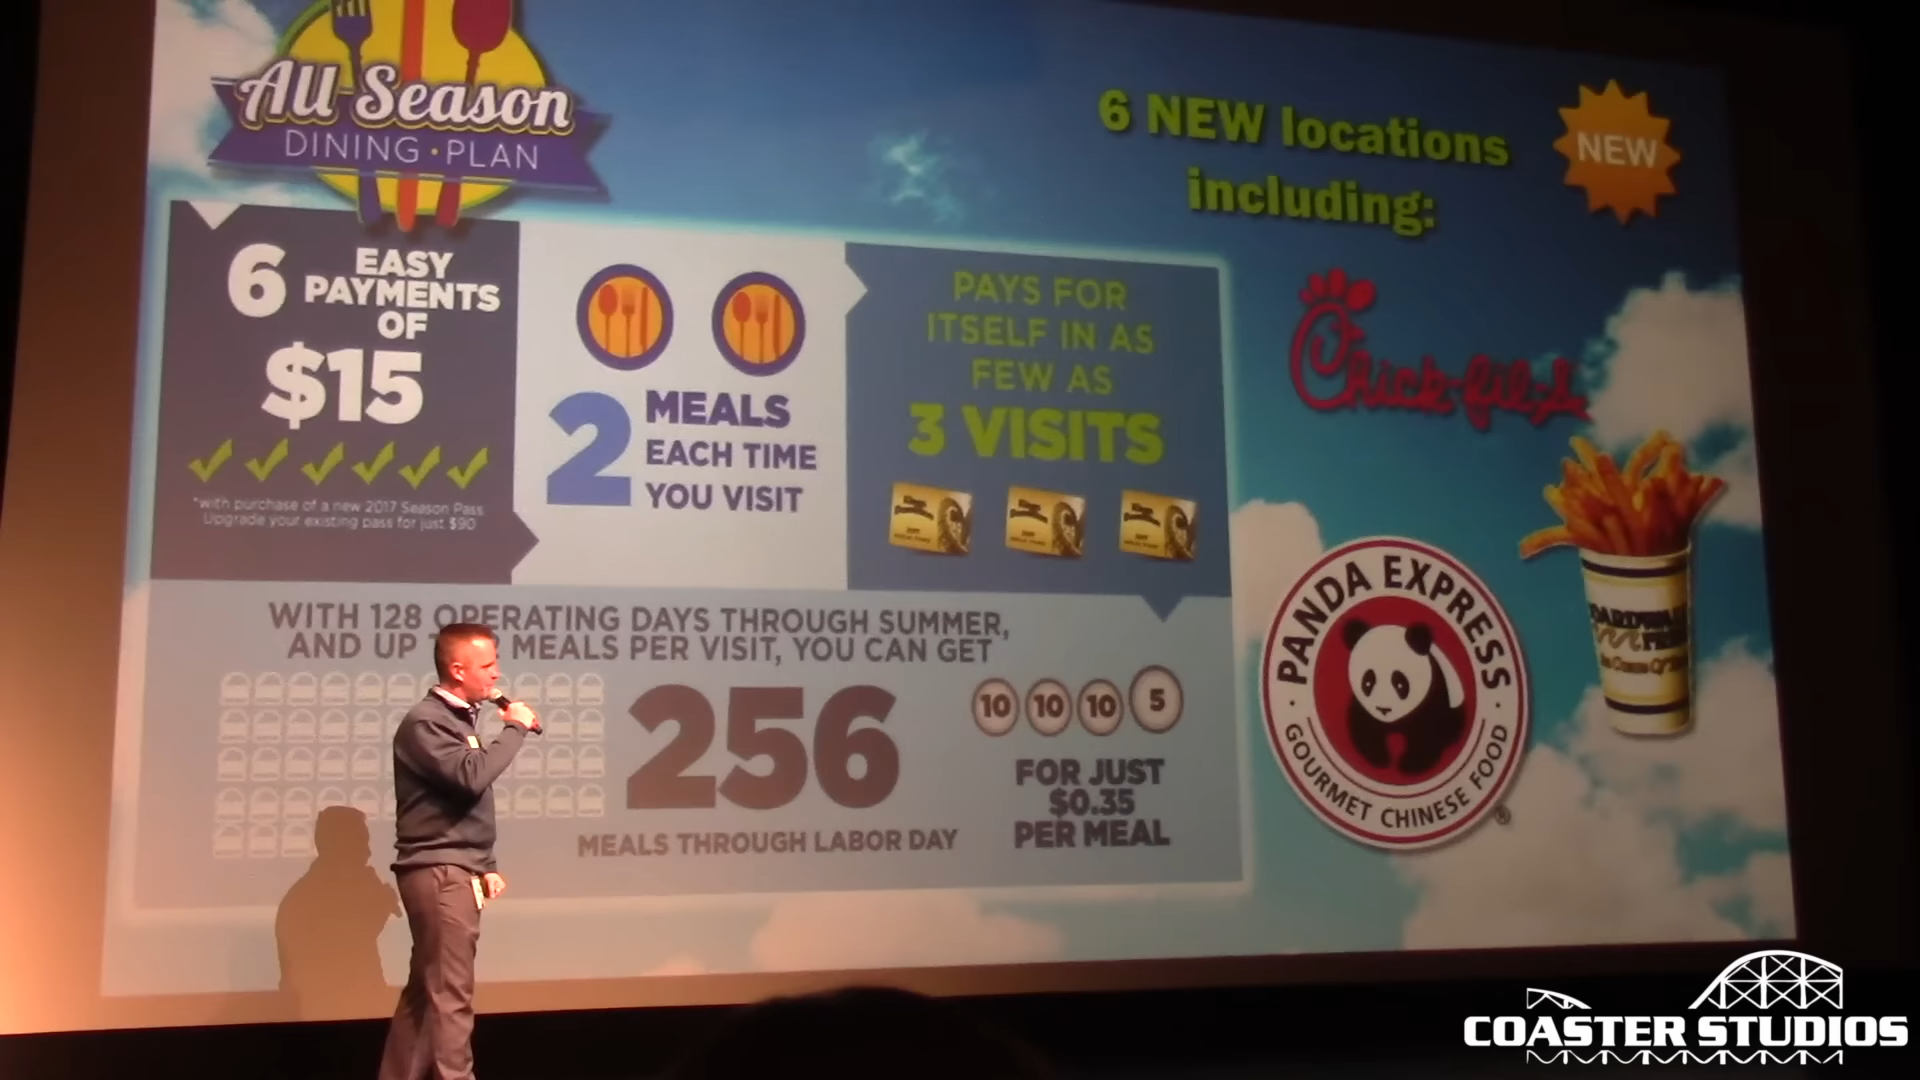 All Season
DINING • PLAN
6 EASY
PAYMENTS
OF
$15
*with purchase of a new 2017 Season Pass
Upgrade your existing pass for just $90
2 MEALS
EACH TIME
YOU VISIT
PAYS FOR
ITSELF IN AS
FEW AS
3 VISITS
6 NEW locations
including:
NEW
Chick-fil-A
PANDA EXPRESS
GOURMET CHINESE FOOD
®
WITH 128 OPERATING DAYS THROUGH SUMMER,
AND UP MEALS PER VISIT, YOU CAN GET
256
MEALS THROUGH LABOR DAY
10 10 10 5
FOR JUST
$0.35
PER MEAL
COASTER STUDIOS